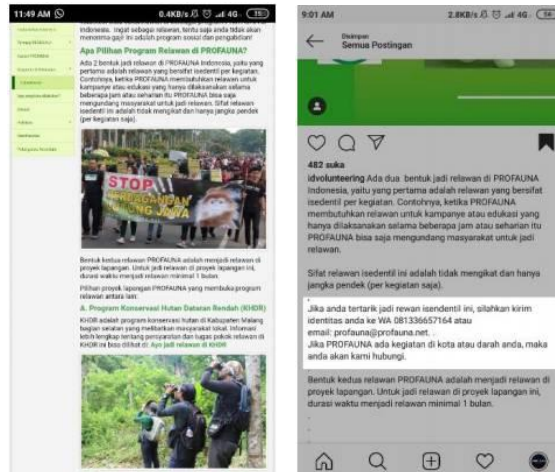 11:49 AM
0.4KB/s
4G
Indonesia. Ingat sebagai relawan, tentu saja anda tidak akan
menerima gaji! Ini adalah program sosial dan pengabdian!
Apa Pilihan Program Relawan di PROFAUNA?
Ada 2 bentuk jadi relawan di PROFAUNA Indonesia, yaitu yang
pertama adalah relawan yang bersifat isedentil per kegiatan.
Contohnya, ketika PROFAUNA membutuhkan relawan untuk
kampanye atau edukasi yang hanya dilaksanakan selama
beberapa jam atau seharian itu PROFAUNA bisa saja
mengundang masyarakat untuk jadi relawan. Sifat relawan
isedentil ini adalah tidak mengikat dan hanya jangka pendek
(per kegiatan saja).
STOP
PERDAGANGAN
LUTUNG JAWA
Bentuk kedua relawan PROFAUNA adalah menjadi relawan di
proyek lapangan. Untuk jadi relawan di proyek lapangan ini,
durasi waktu menjadi relawan minimal 1 bulan.
Pilihan proyek lapangan PROFAUNA yang membuka program
relawan antara lain:
A. Program Konservasi Hutan Dataran Rendah (KHDR)
KHDR adalah program konservasi hutan di Kabupaten Malang
bagian selatan yang melibatkan masyarakat lokal. Informasi
lebih lengkap tentang persyaratan dan tugas pokok relawan di
KHDR ini bisa dilihat di: Ayo jadi relawan di KHDR
9:01 AM
2.8KB/s
4G
56
Disimpan
Semua Postingan
482 suka
idvolunteering Ada dua bentuk jadi relawan di PROFAUNA
Indonesia, yaitu yang pertama adalah relawan yang bersifat
isedentil per kegiatan. Contohnya, ketika PROFAUNA
membutuhkan relawan untuk kampanye atau edukasi yang
hanya dilaksanakan selama beberapa jam atau seharian itu
PROFAUNA bisa saja mengundang masyarakat untuk jadi
relawan.
Sifat relawan isedentil ini adalah tidak mengikat dan hanya
jangka pendek (per kegiatan saja).
.
Jika anda tertarik jadi rewan isendentil ini, silahkan kirim
identitas anda ke WA 081336657164 atau
email: profauna@profauna.net. .
Jika PROFAUNA ada kegiatan di kota atau darah anda, maka
anda akan kami hubungi.
Bentuk kedus relawan PROFAUNA adalah menjadi relawan di
proyek lapangan. Untuk jadi relawan di proyek lapangan ini,
durasi waktu menjadi relawan minimal 1 bulan.
.
.